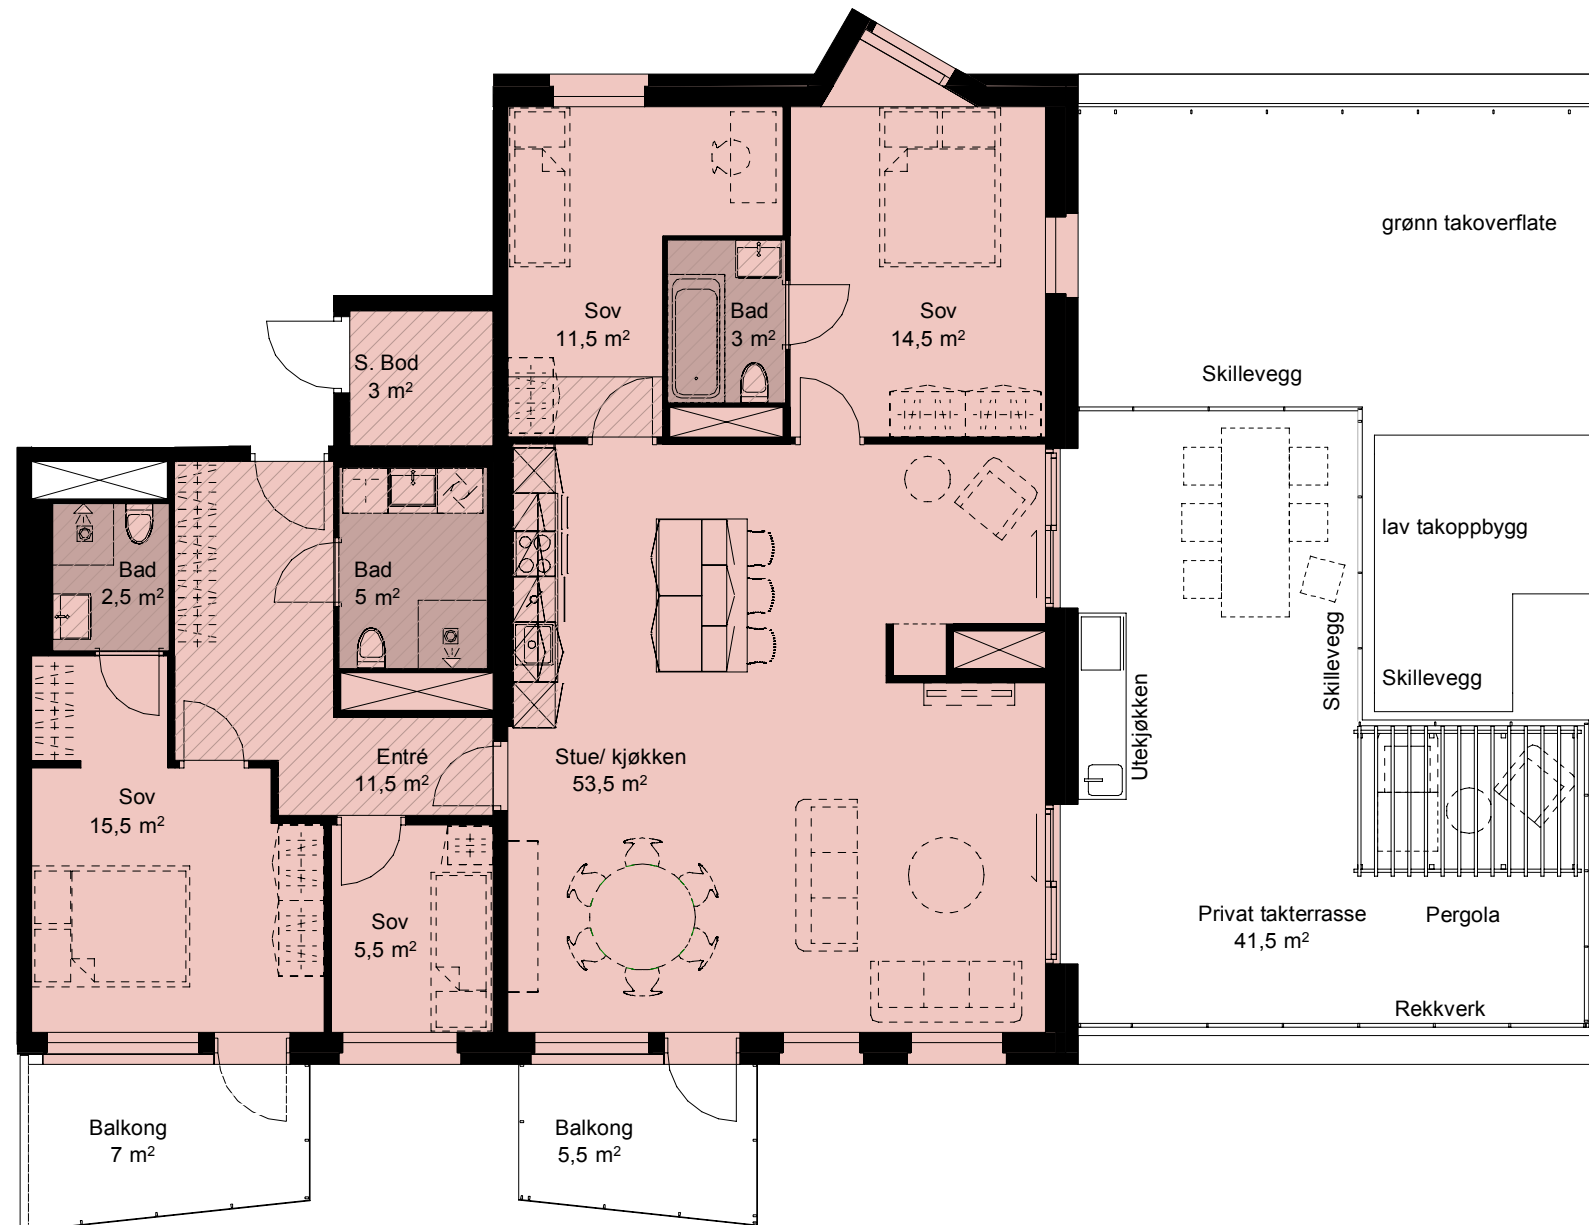 grønn takoverflate
Sov
11,5 m²
Bad
3 m²
Sov
14,5 m²
S. Bod
3 m²
Skillevegg
lav takoppbygg
Bad
2,5 m²
Bad
5 m²
Skillevegg
Skillevegg
Utekjøkken
Entré
11,5 m²
Stue/ kjøkken
53,5 m²
Sov
15,5 m²
Sov
5,5 m²
Privat takterrasse
41,5 m²
Pergola
Rekkverk
Balkong
7 m²
Balkong
5,5 m²